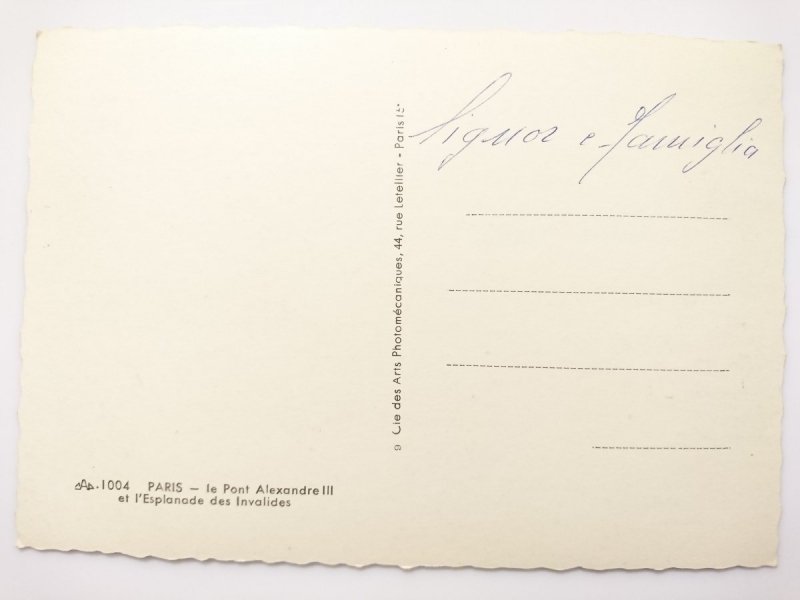 Signor e Famiglia
9 Cie des Arts Photomécaniques, 44, rue Letellier - Paris 15e
1004 PARIS — le Pont Alexandre III
et l'Esplanade des Invalides